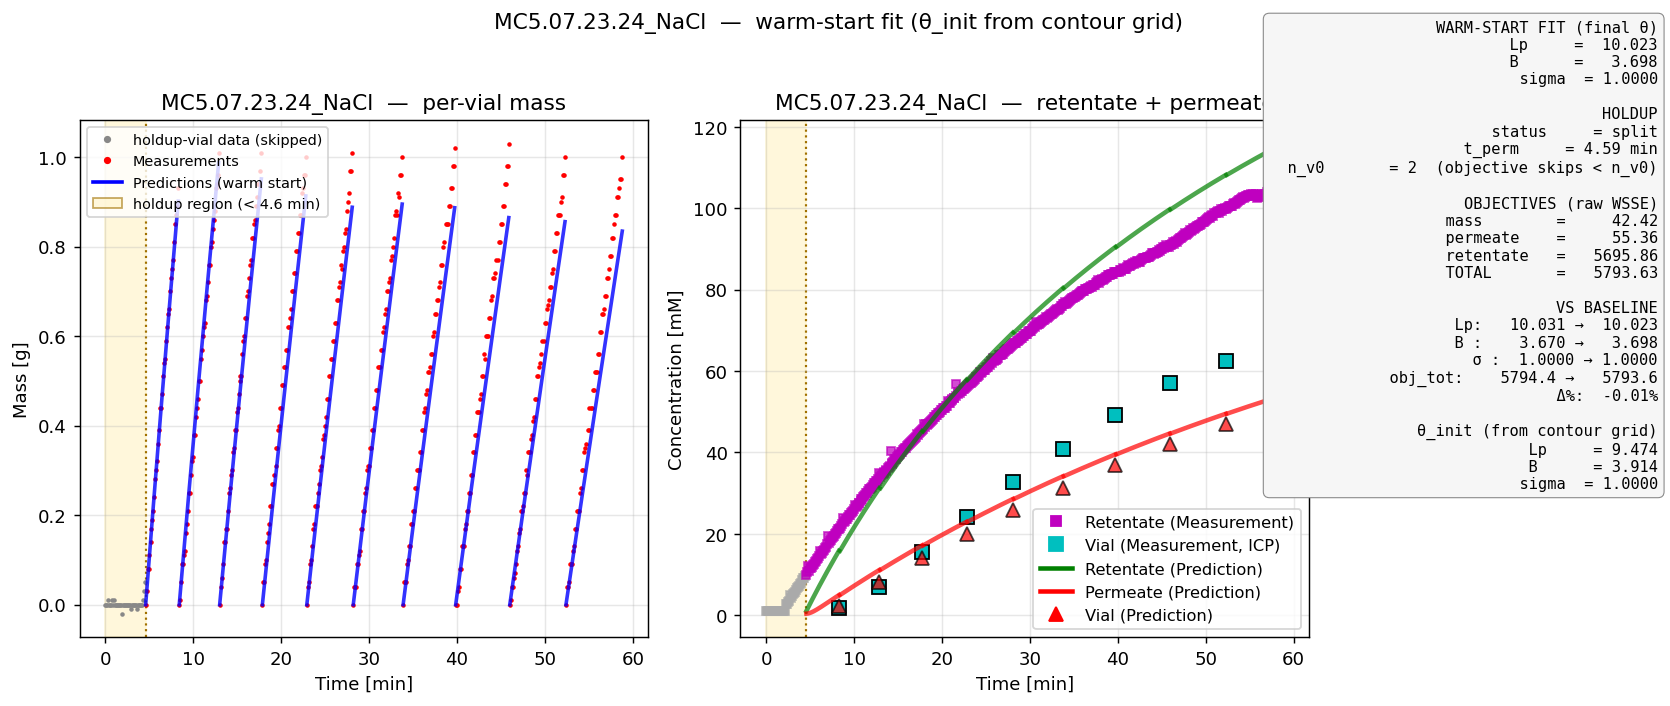 MC5.07.23.24_NaCl — warm-start fit (θ_init from contour grid)
MC5.07.23.24_NaCl — per-vial mass
holdup-vial data (skipped)
Measurements
Predictions (warm start)
holdup region (< 4.6 min)
Mass [g]
1.0
0.8
0.6
0.4
0.2
0.0
0 10 20 30 40 50 60
Time [min]
MC5.07.23.24_NaCl — retentate + permeate
Concentration [mM]
120
100
80
60
40
20
0
0 10 20 30 40 50 60
Time [min]
Retentate (Measurement)
Vial (Measurement, ICP)
Retentate (Prediction)
Permeate (Prediction)
Vial (Prediction)
WARM-START FIT (final θ)
Lp = 10.023
B = 3.698
sigma = 1.0000
HOLDUP
status = split
t_perm = 4.59 min
n_v0 = 2 (objective skips < n_v0)
OBJECTIVES (raw WSSE)
mass = 42.42
permeate = 55.36
retentate = 5695.86
TOTAL = 5793.63
VS BASELINE
Lp: 10.031 → 10.023
B : 3.670 → 3.698
σ : 1.0000 → 1.0000
obj_tot: 5794.4 → 5793.6
Δ%: -0.01%
θ_init (from contour grid)
Lp = 9.474
B = 3.914
sigma = 1.0000